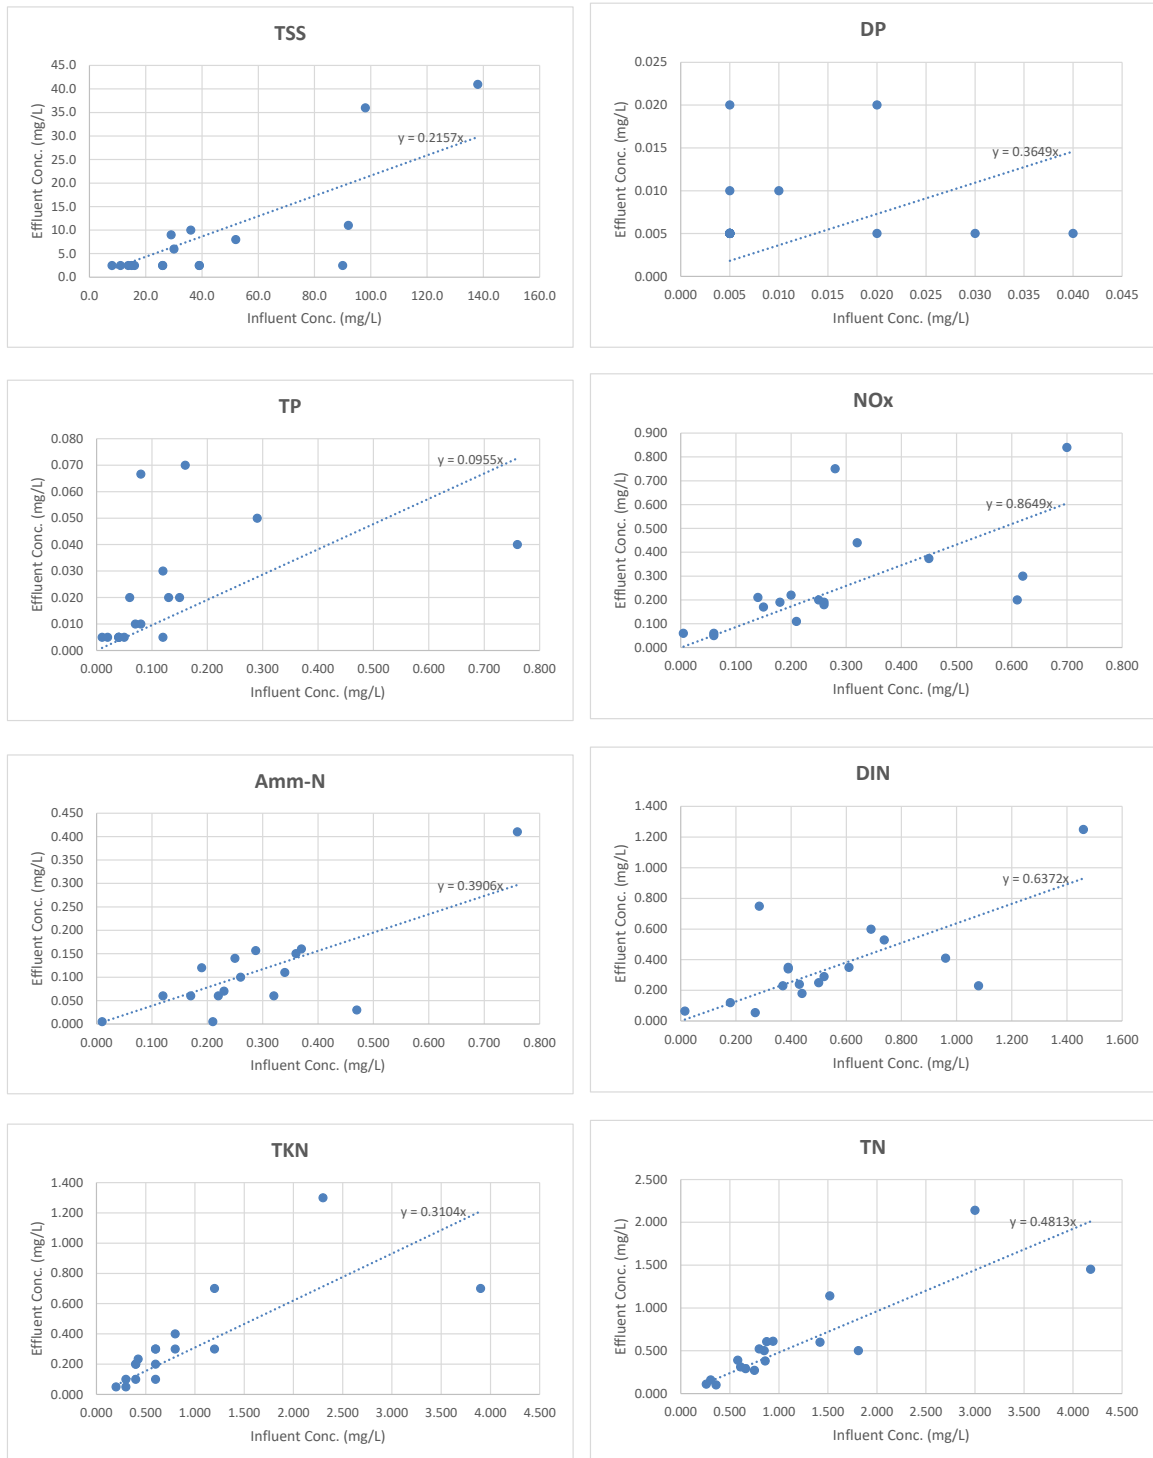 TSS
Effluent Conc. (mg/L)
45.0
40.0
35.0
30.0
25.0
20.0
15.0
10.0
5.0
0.0
y = 0.2157x
0.0 20.0 40.0 60.0 80.0 100.0 120.0 140.0 160.0
Influent Conc. (mg/L)
DP
Effluent Conc. (mg/L)
0.025
0.020
0.015
0.010
0.005
0.000
y = 0.3649x
0.000 0.005 0.010 0.015 0.020 0.025 0.030 0.035 0.040 0.045
Influent Conc. (mg/L)
TP
Effluent Conc. (mg/L)
0.080
0.070
0.060
0.050
0.040
0.030
0.020
0.010
0.000
y = 0.0955x
0.000 0.100 0.200 0.300 0.400 0.500 0.600 0.700 0.800
Influent Conc. (mg/L)
NOx
Effluent Conc. (mg/L)
0.900
0.800
0.700
0.600
0.500
0.400
0.300
0.200
0.100
0.000
y = 0.8649x
0.000 0.100 0.200 0.300 0.400 0.500 0.600 0.700 0.800
Influent Conc. (mg/L)
Amm-N
Effluent Conc. (mg/L)
0.450
0.400
0.350
0.300
0.250
0.200
0.150
0.100
0.050
0.000
y = 0.3906x
0.000 0.100 0.200 0.300 0.400 0.500 0.600 0.700 0.800
Influent Conc. (mg/L)
DIN
Effluent Conc. (mg/L)
1.400
1.200
1.000
0.800
0.600
0.400
0.200
0.000
y = 0.6372x
0.000 0.200 0.400 0.600 0.800 1.000 1.200 1.400 1.600
Influent Conc. (mg/L)
TKN
Effluent Conc. (mg/L)
1.400
1.200
1.000
0.800
0.600
0.400
0.200
0.000
y = 0.3104x
0.000 0.500 1.000 1.500 2.000 2.500 3.000 3.500 4.000 4.500
Influent Conc. (mg/L)
TN
Effluent Conc. (mg/L)
2.500
2.000
1.500
1.000
0.500
0.000
y = 0.4813x
0.000 0.500 1.000 1.500 2.000 2.500 3.000 3.500 4.000 4.500
Influent Conc. (mg/L)